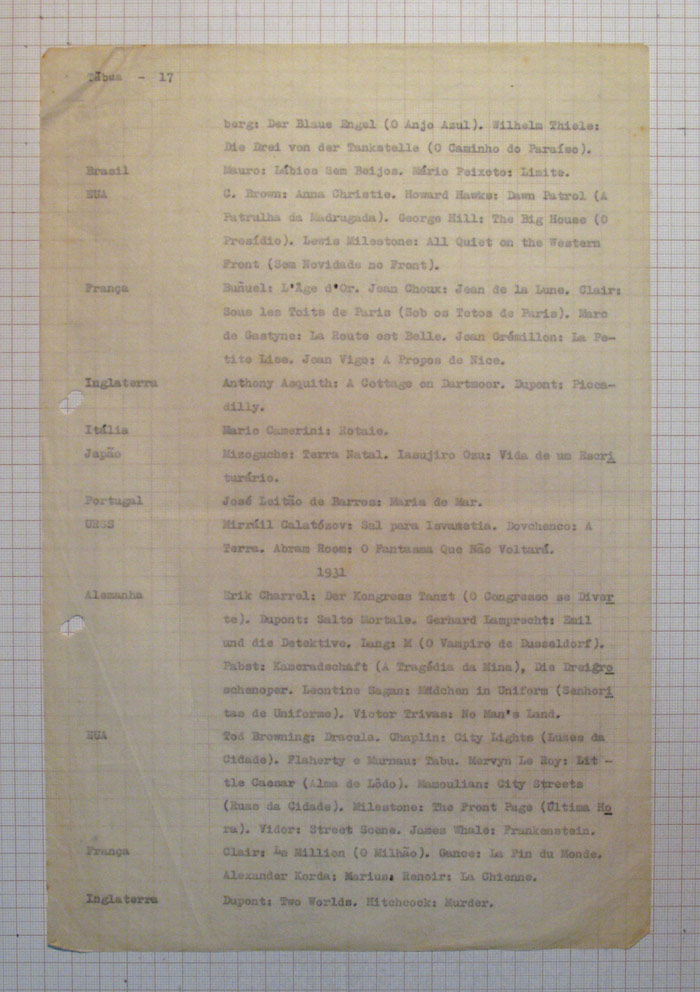 Tábua - 17
berg: Der Blaue Engel (O Anjo Azul). Wilhelm Thiele:
Die Drei von der Tankstelle (O Caminho do Paraíso).
Brasil Mauro: Lábios Sem Beijos. Mário Peixoto: Limite.
EUA C. Brown: Anna Christie. Howard Hawks: Dawn Patrol (A
Patrulha da Madrugada). George Hill: The Big House (O
Presídio). Lewis Milestone: All Quiet on the Western
Front (Sem Novidade no Front).
França Buñuel: L'Âge d'Or. Jean Choux: Jean de la Lune. Clair:
Sous les Toits de Paris (Sob os Tetos de Paris). Marc
de Gastyne: La Route est Belle. Jean Grémillon: La Pe-
tite Lise. Jean Vigo: A Propos de Nice.
Inglaterra Anthony Asquith: A Cottage on Dartmoor. Dupont: Picca-
dilly.
Itália Mario Camerini: Rotaie.
Japão Mizoguche: Terra Natal. Iasujiro Ozu: Vida de um Escri
turário.
Portugal José Leitão de Barros: Maria do Mar.
URSS Mirráil Calatósov: Sal para Isvanetia. Dovchenco: A
Terra. Abram Room: O Fantasma Que Não Voltará.
1931
Alemanha Erik Charrel: Der Kongress Tanzt (O Congresso se Diver
te). Dupont: Salto Mortale. Gerhard Lamprecht: Emil
und die Detektive. Lang: M (O Vampiro de Dusseldorf).
Pabst: Kameradschaft (A Tragédia da Mina), Die Dreigro
schenoper. Leontine Sagan: Mädchen in Uniform (Senhori
tas de Uniforme). Victor Trivas: No Man's Land.
EUA Tod Browning: Dracula. Chaplin: City Lights (Luzes da
Cidade). Flaherty e Murnau: Tabu. Mervyn Le Roy: Lit -
tle Caesar (Alma de Lôdo). Mamoulian: City Streets
(Ruas da Cidade). Milestone: The Front Page (Última Ho
ra). Vidor: Street Scene. James Whale: Frankenstein.
França Clair: Le Million (O Milhão). Gance: La Fin du Monde.
Alexander Korda: Marius. Renoir: La Chienne.
Inglaterra Dupont: Two Worlds. Hitchcock: Murder.